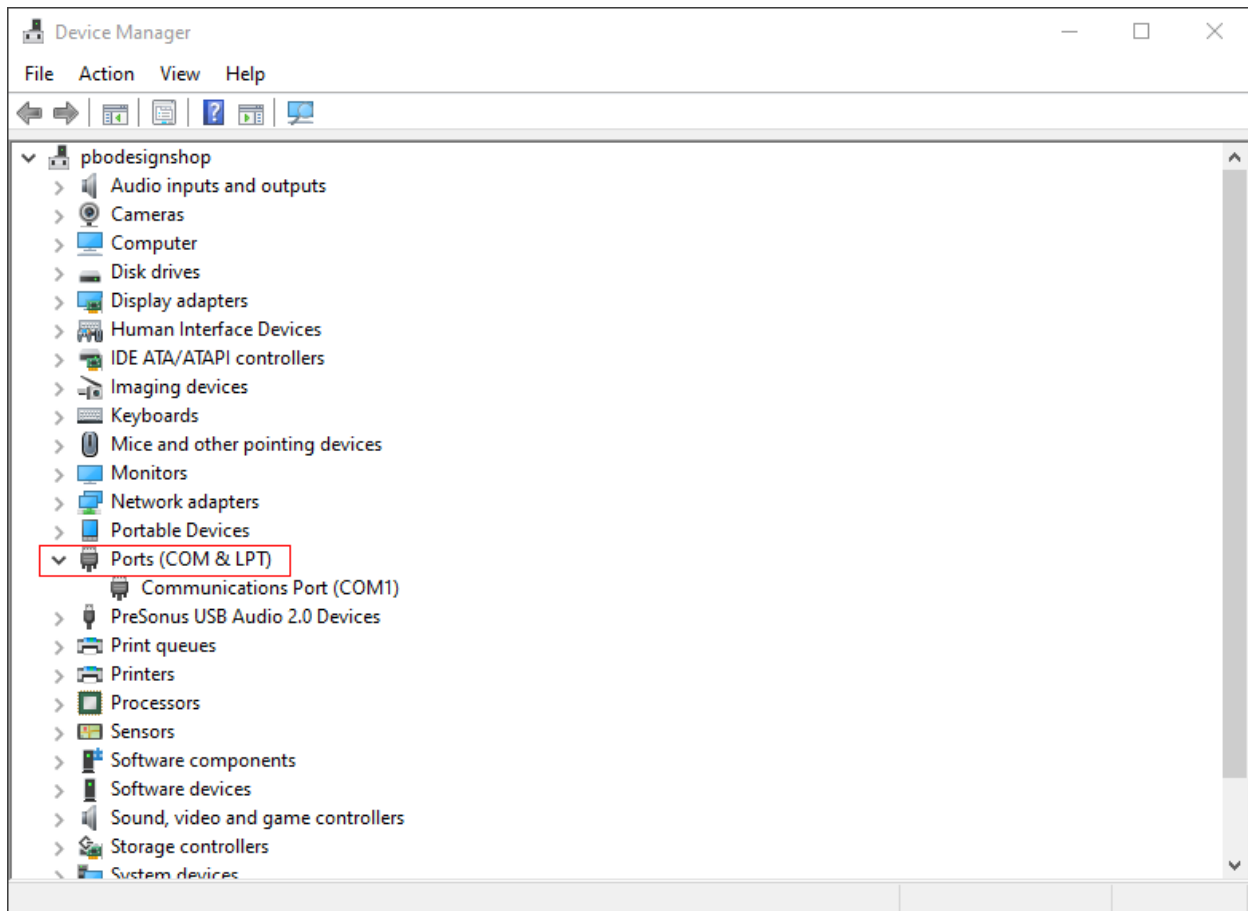 Device Manager
File Action View Help
pbodesignshop
Audio inputs and outputs
Cameras
Computer
Disk drives
Display adapters
Human Interface Devices
IDE ATA/ATAPI controllers
Imaging devices
Keyboards
Mice and other pointing devices
Monitors
Network adapters
Portable Devices
Ports (COM & LPT)
Communications Port (COM1)
PreSonus USB Audio 2.0 Devices
Print queues
Printers
Processors
Sensors
Software components
Software devices
Sound, video and game controllers
Storage controllers
System devices